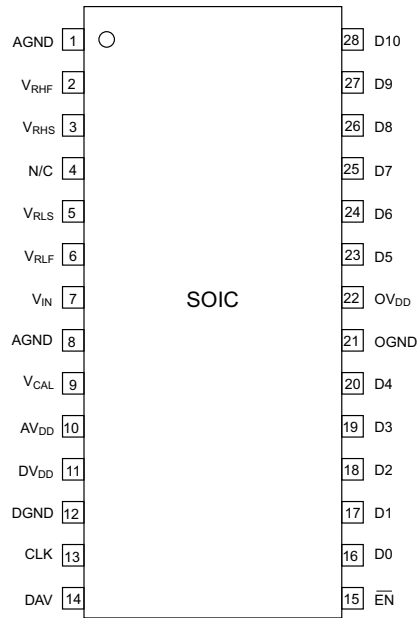 AGND 1 28 D10
V_RHF 2 27 D9
V_RHS 3 26 D8
N/C 4 25 D7
V_RLS 5 24 D6
V_RLF 6 23 D5
V_IN 7 SOIC 22 OV_DD
AGND 8 21 OGND
V_CAL 9 20 D4
AV_DD 10 19 D3
DV_DD 11 18 D2
DGND 12 17 D1
CLK 13 16 D0
DAV 14 15 E̅N̅